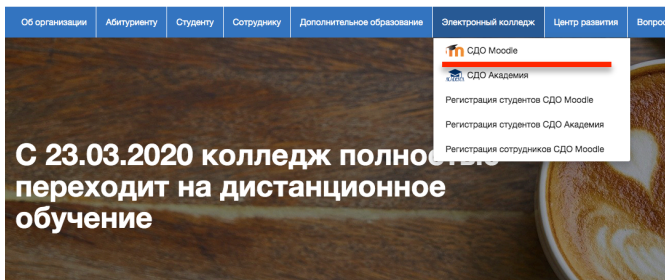 Об организации Абитуриенту Студенту Сотруднику Дополнительное образование Электронный колледж Центр развития Вопрос
СДО Moodle
СДО Академия
Регистрация студентов СДО Moodle
Регистрация студентов СДО Академия
Регистрация сотрудников СДО Moodle
С 23.03.2020 колледж полностью
переходит на дистанционное
обучение